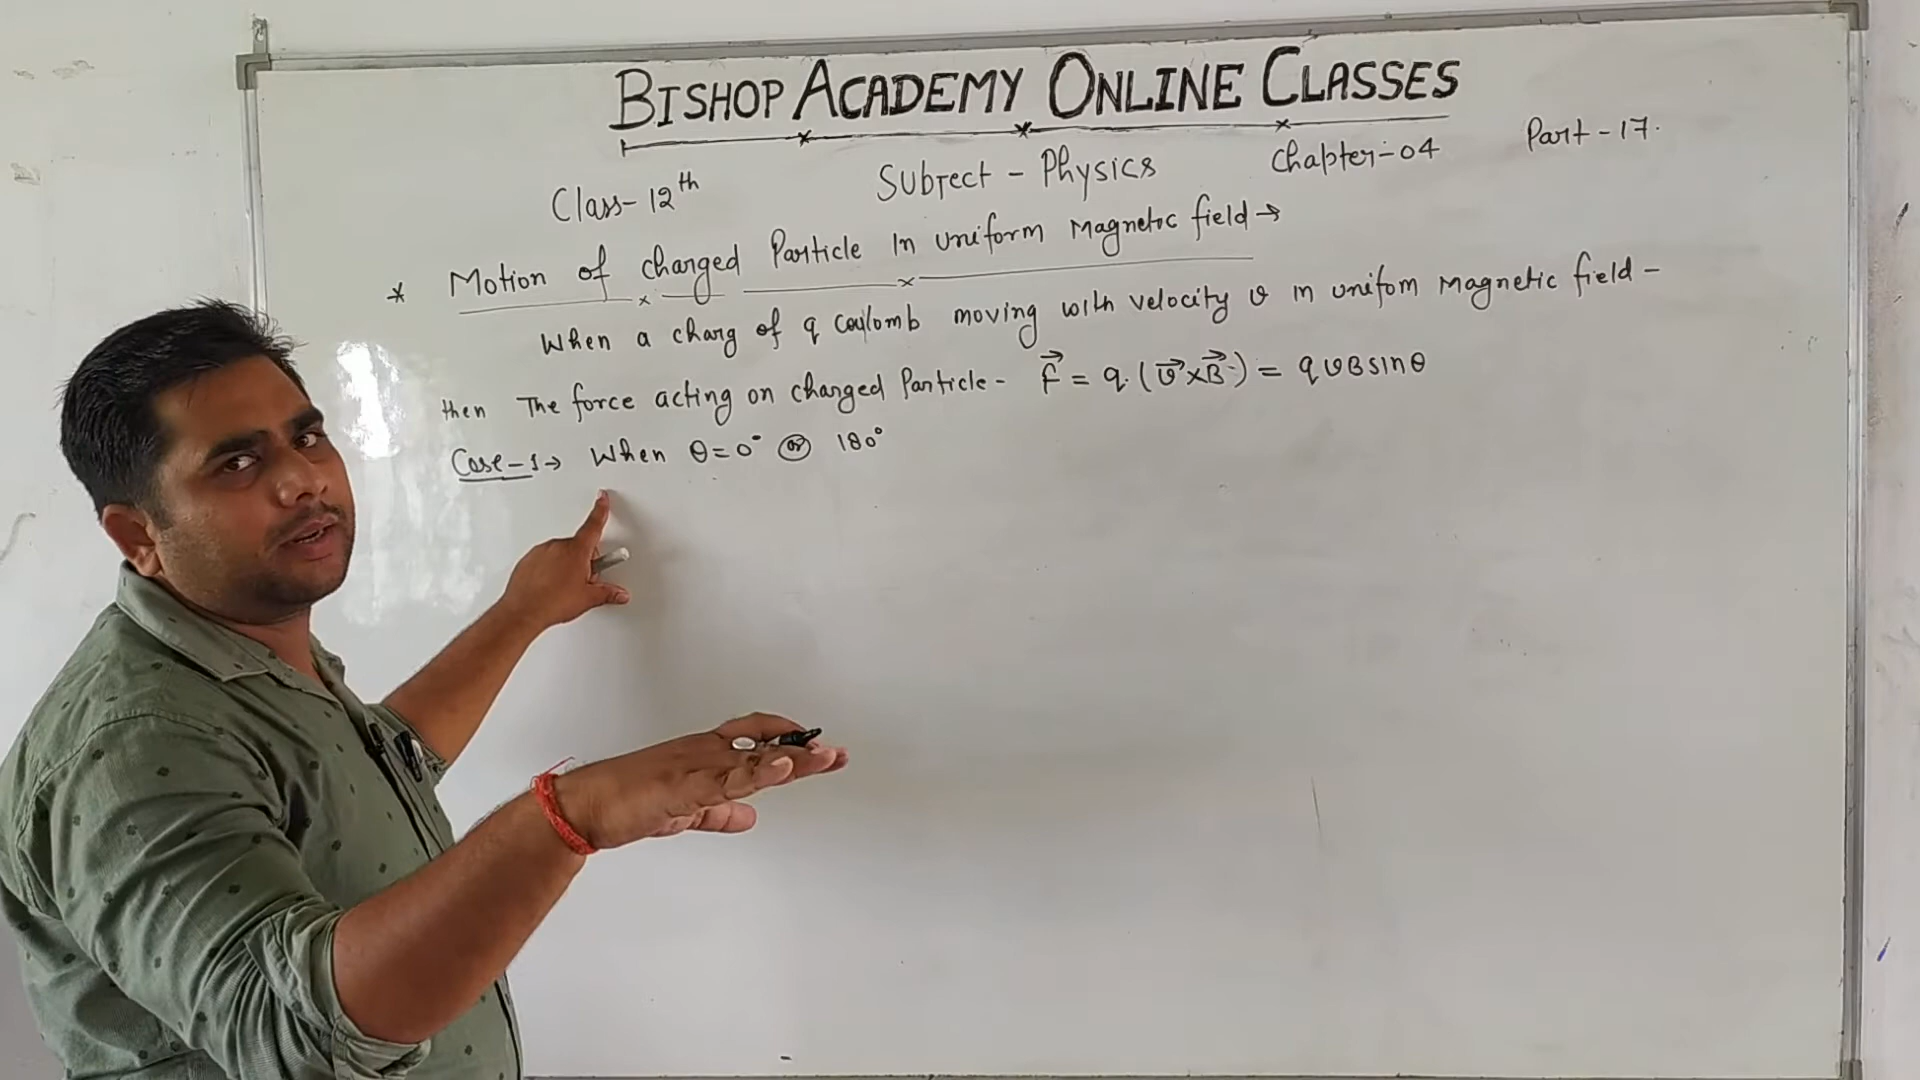 BISHOP ACADEMY ONLINE CLASSES
Class-12th Subject - Physics Chapter-04 Part-17.
* Motion of charged Particle In uniform Magnetic field→
When a charg of q coulomb moving with velocity v in unifom Magnetic field-
then The force acting on charged Particle- F⃗ = q.(v⃗×B⃗) = qvBsinθ
Case-1→ When θ=0° or 180°